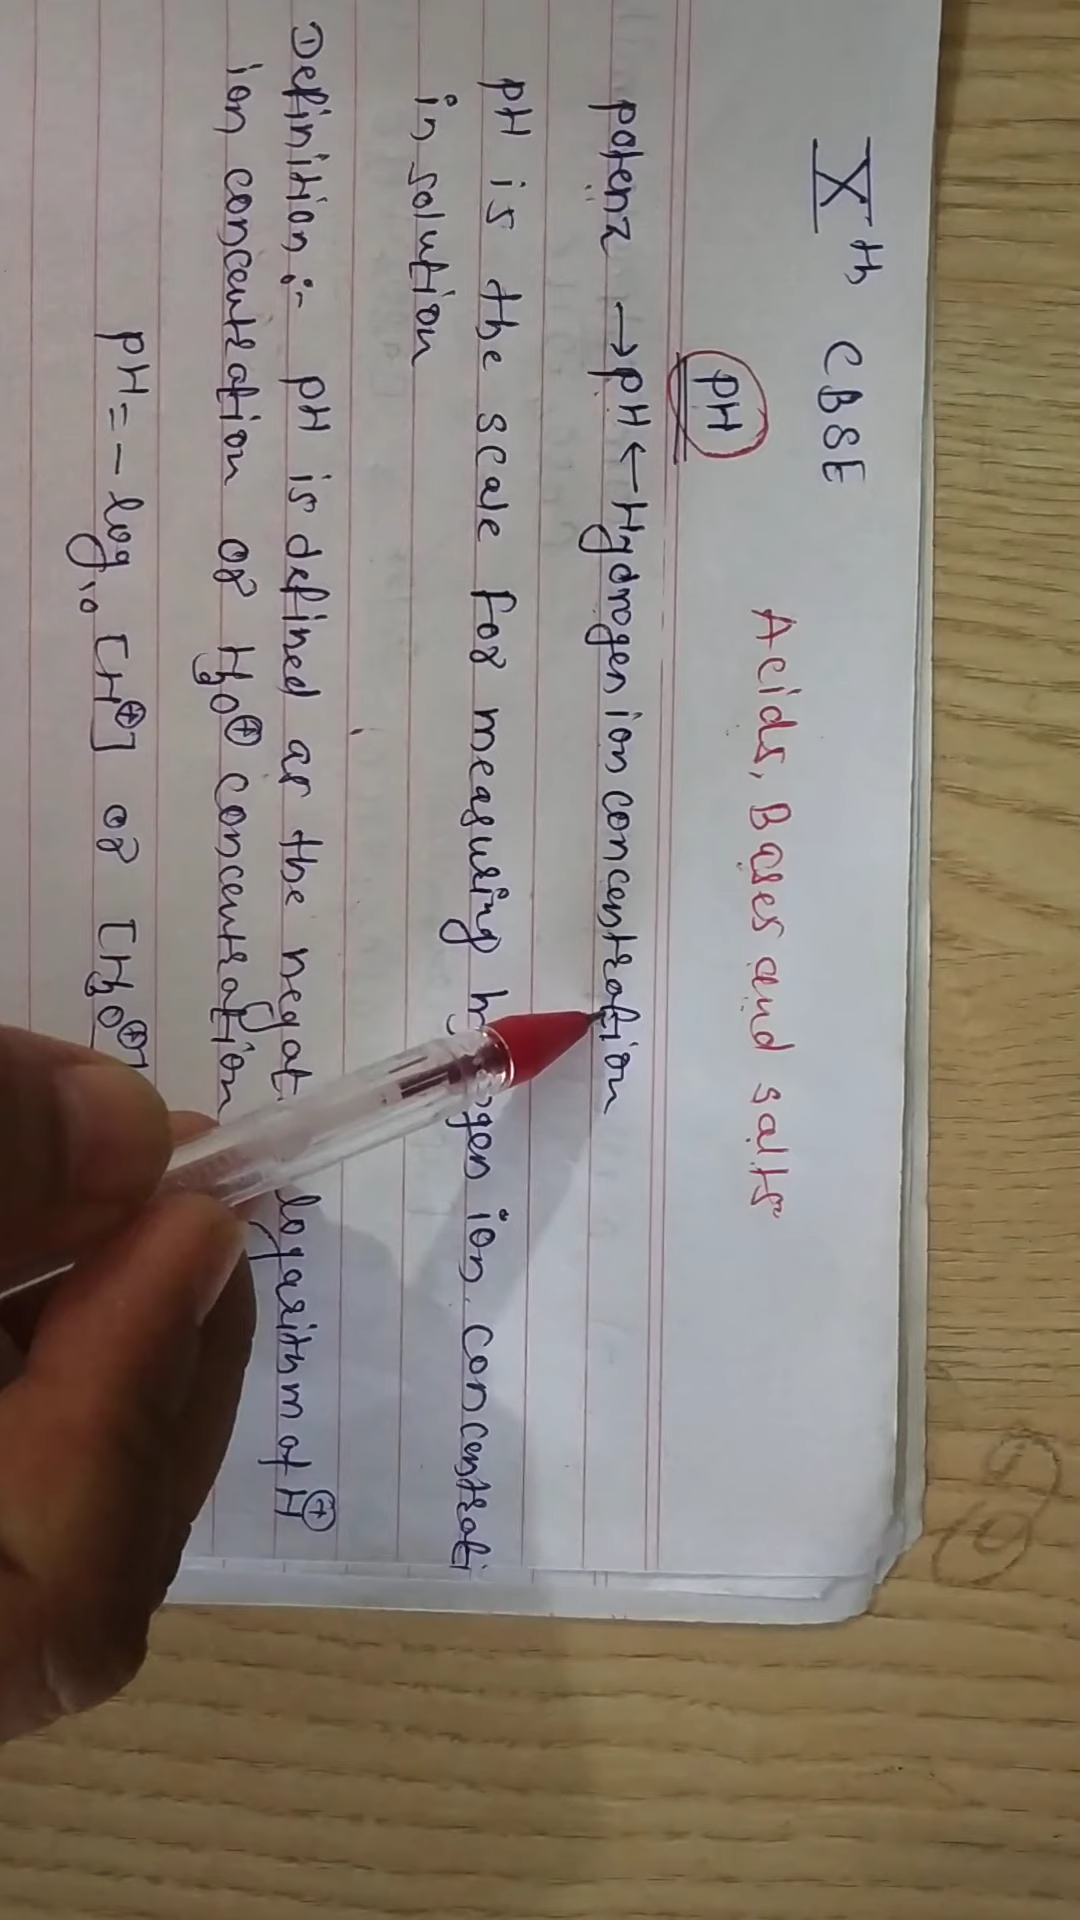 Xth CBSE
Acids, Bases and salts
pH
potenz → pH ← Hydrogen ion concentration
pH is the scale for measuring hydrogen ion concentrati
in solution
Definition:- pH is defined as the negat logarithm of H⊕
ion concentration or H₃O⊕ concentration
pH = - log₁₀ [H⊕] or [H₃O⊕]